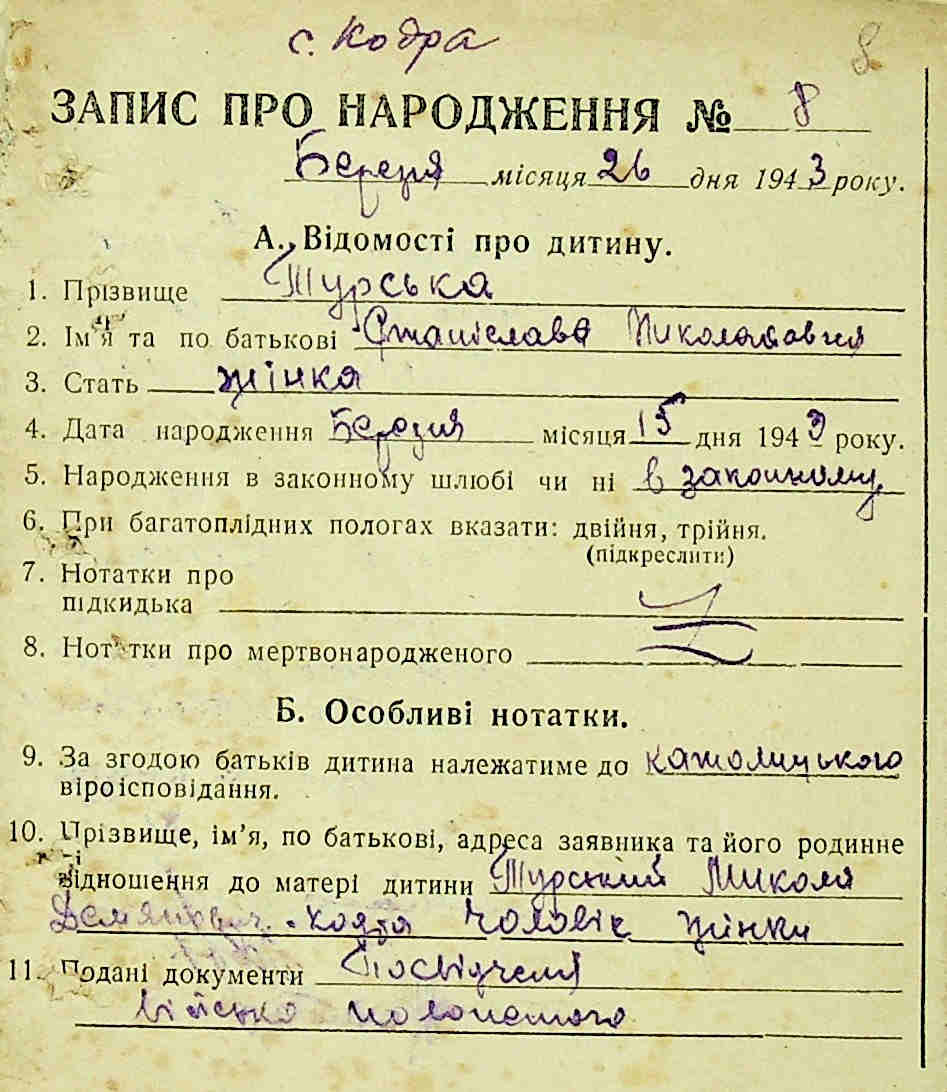 с. Кодра
8
ЗАПИС ПРО НАРОДЖЕННЯ № 8
Березня місяця 26 дня 1943 року.
А. Відомості про дитину.
1. Прізвище Турська
2. Ім'я та по батькові Станіслава Миколаовня
3. Стать жінка
4. Дата народження Березня місяця 15 дня 1943 року.
5. Народження в законному шлюбі чи ні в законному
6. При багатоплідних пологах вказати: двійня, трійня.
(підкреслити)
7. Нотатки про
підкидька
8. Нотатки про мертвонародженого
Б. Особливі нотатки.
9. За згодою батьків дитина належатиме до католицького
віроісповідання.
10. Прізвище, ім'я, по батькові, адреса заявника та його родинне
відношення до матері дитини Турський Микола
чоловік жінки
11. Подані документи Посвідченя
військо